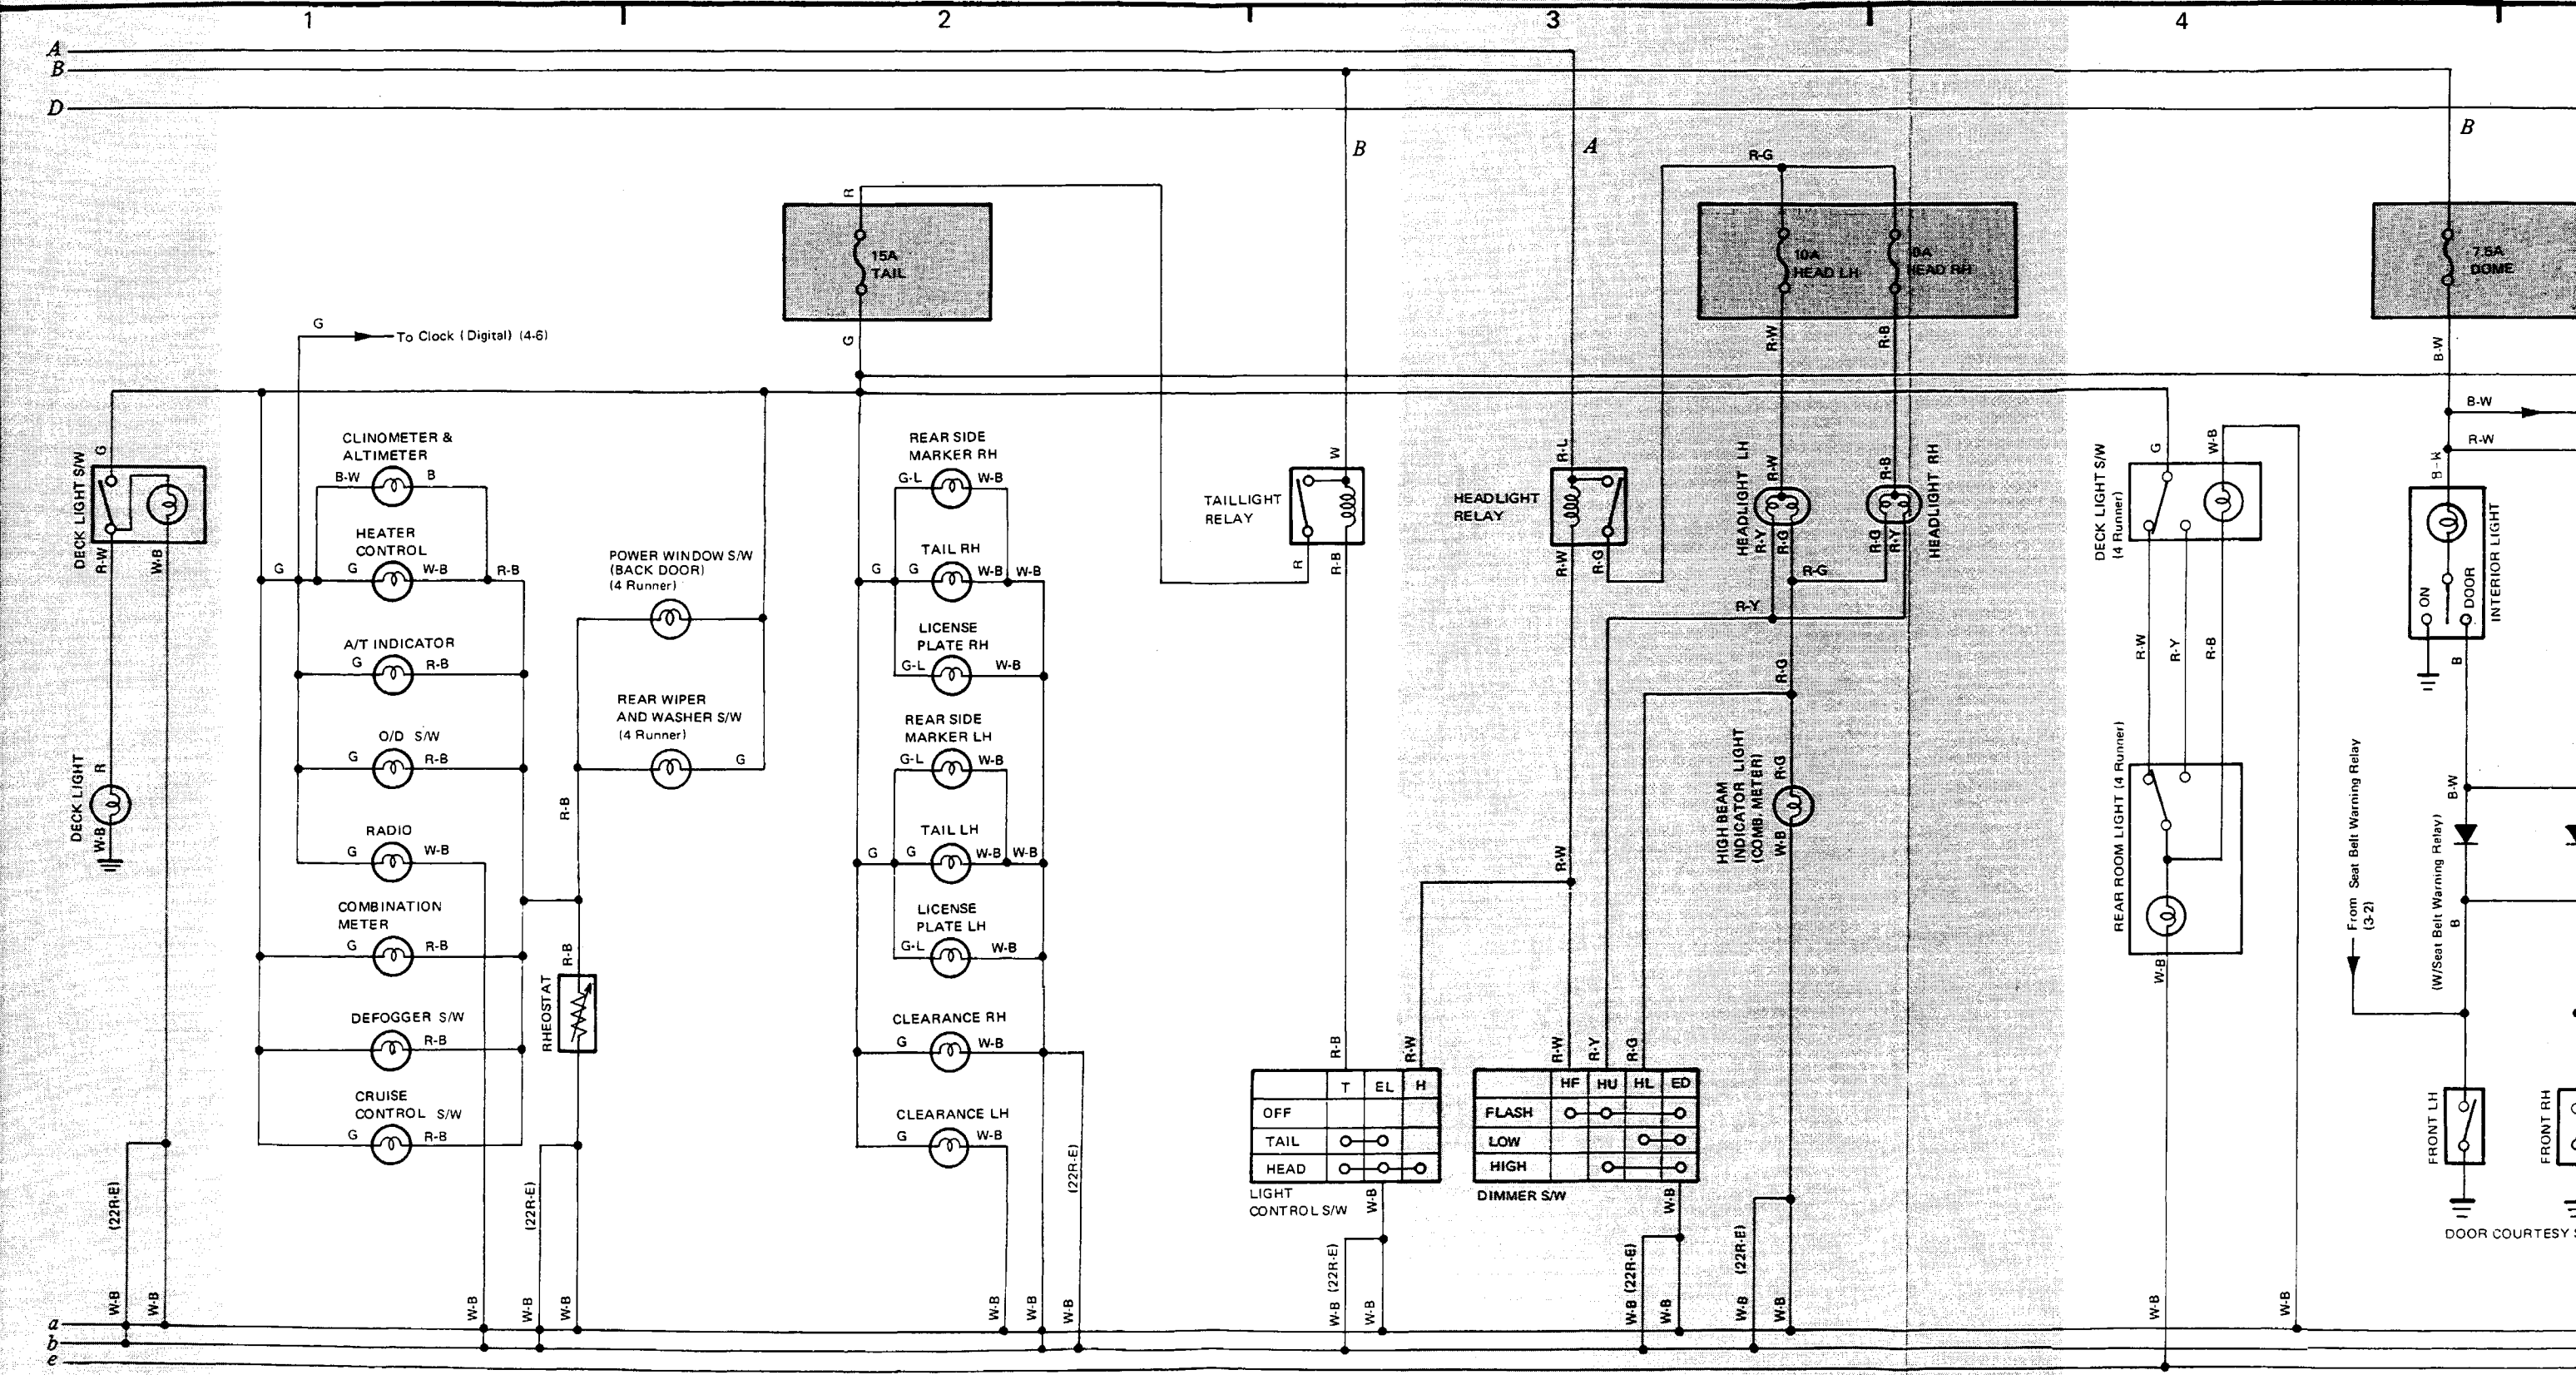 1
2
3
4
A
B
D
B
A
B
R
15A
TAIL
G
R-G
10A
HEAD LH
HEAD RH
R-W
R-B
7.5A
DOME
B-W
B-W
R-W
B-W
G
To Clock (Digital) (4-6)
DECK LIGHT S/W
G
R-W
W-B
DECK LIGHT
R
W-B
(22R-E)
W-B
W-B
CLINOMETER &
ALTIMETER
B-W
B
HEATER
CONTROL
G
G
W-B
R-B
A/T INDICATOR
G
R-B
O/D S/W
G
R-B
RADIO
G
W-B
COMBINATION
METER
G
R-B
DEFOGGER S/W
R-B
CRUISE
CONTROL S/W
G
R-B
W-B
POWER WINDOW S/W
(BACK DOOR)
(4 Runner)
REAR WIPER
AND WASHER S/W
(4 Runner)
G
R-B
R-B
RHEOSTAT
(22R-E)
W-B
W-B
REAR SIDE
MARKER RH
G-L
W-B
TAIL RH
G
G
W-B
W-B
LICENSE
PLATE RH
G-L
W-B
REAR SIDE
MARKER LH
G-L
W-B
TAIL LH
G
G
W-B
W-B
LICENSE
PLATE LH
G-L
W-B
CLEARANCE RH
G
W-B
CLEARANCE LH
G
W-B
(22R-E)
W-B
W-B
W-B
TAILLIGHT
RELAY
W
R
R-B
R-B
HEADLIGHT
RELAY
R-L
R-W
R-G
R-W
R-W
HEADLIGHT LH
R-W
R-Y
R-G
HEADLIGHT RH
R-B
R-G
R-Y
R-G
R-Y
R-G
HIGH BEAM
INDICATOR LIGHT
(COMB. METER)
R-G
W-B
T EL H
OFF
TAIL
HEAD
LIGHT
CONTROL S/W
W-B
W-B (22R-E)
W-B
R-W
R-Y
R-G
HF HU HL ED
FLASH
LOW
HIGH
DIMMER S/W
W-B
W-B (22R-E)
W-B
(22R-E)
W-B
W-B
DECK LIGHT S/W
(4 Runner)
G
W-B
R-W
R-Y
R-B
REAR ROOM LIGHT (4 Runner)
W-B
W-B
W-B
INTERIOR LIGHT
ON
DOOR
B
B-W
From Seat Belt Warning Relay
(3-2)
(W/Seat Belt Warning Relay)
B
FRONT LH
FRONT RH
DOOR COURTESY
a
b
e